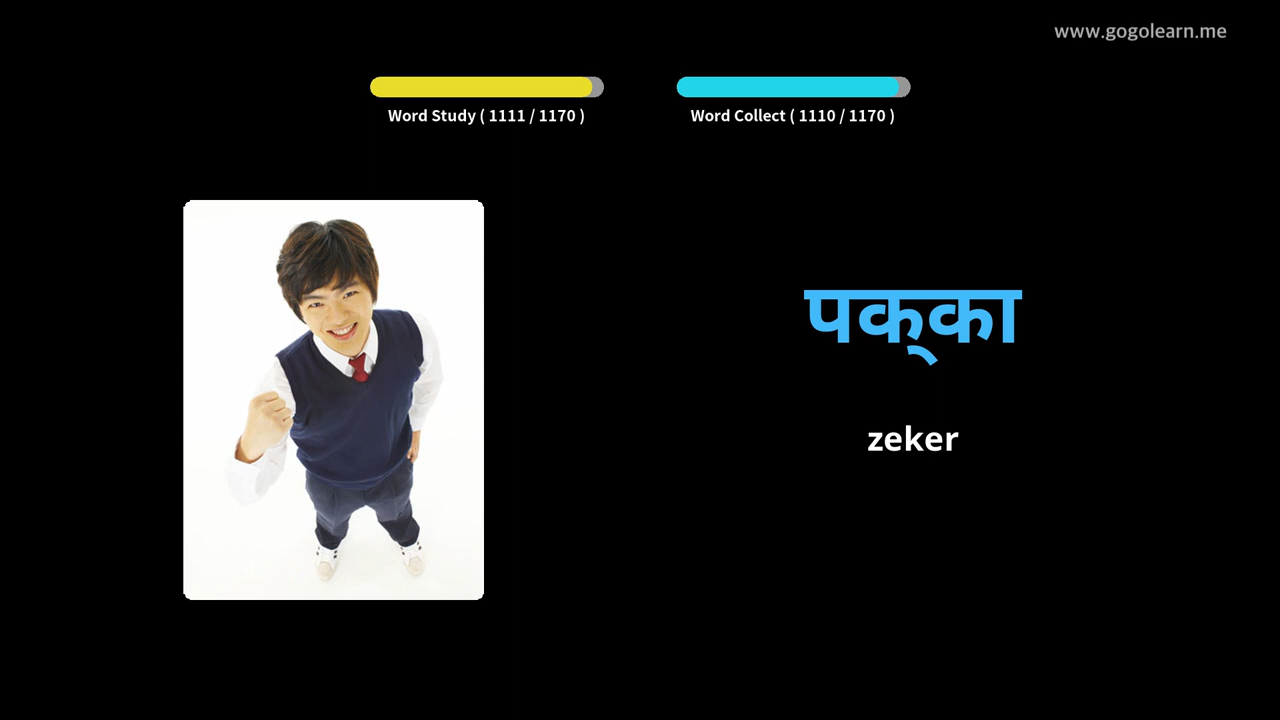 www.gogolearn.me
Word Study ( 1111 / 1170 )
Word Collect ( 1110 / 1170 )
पक्का
zeker